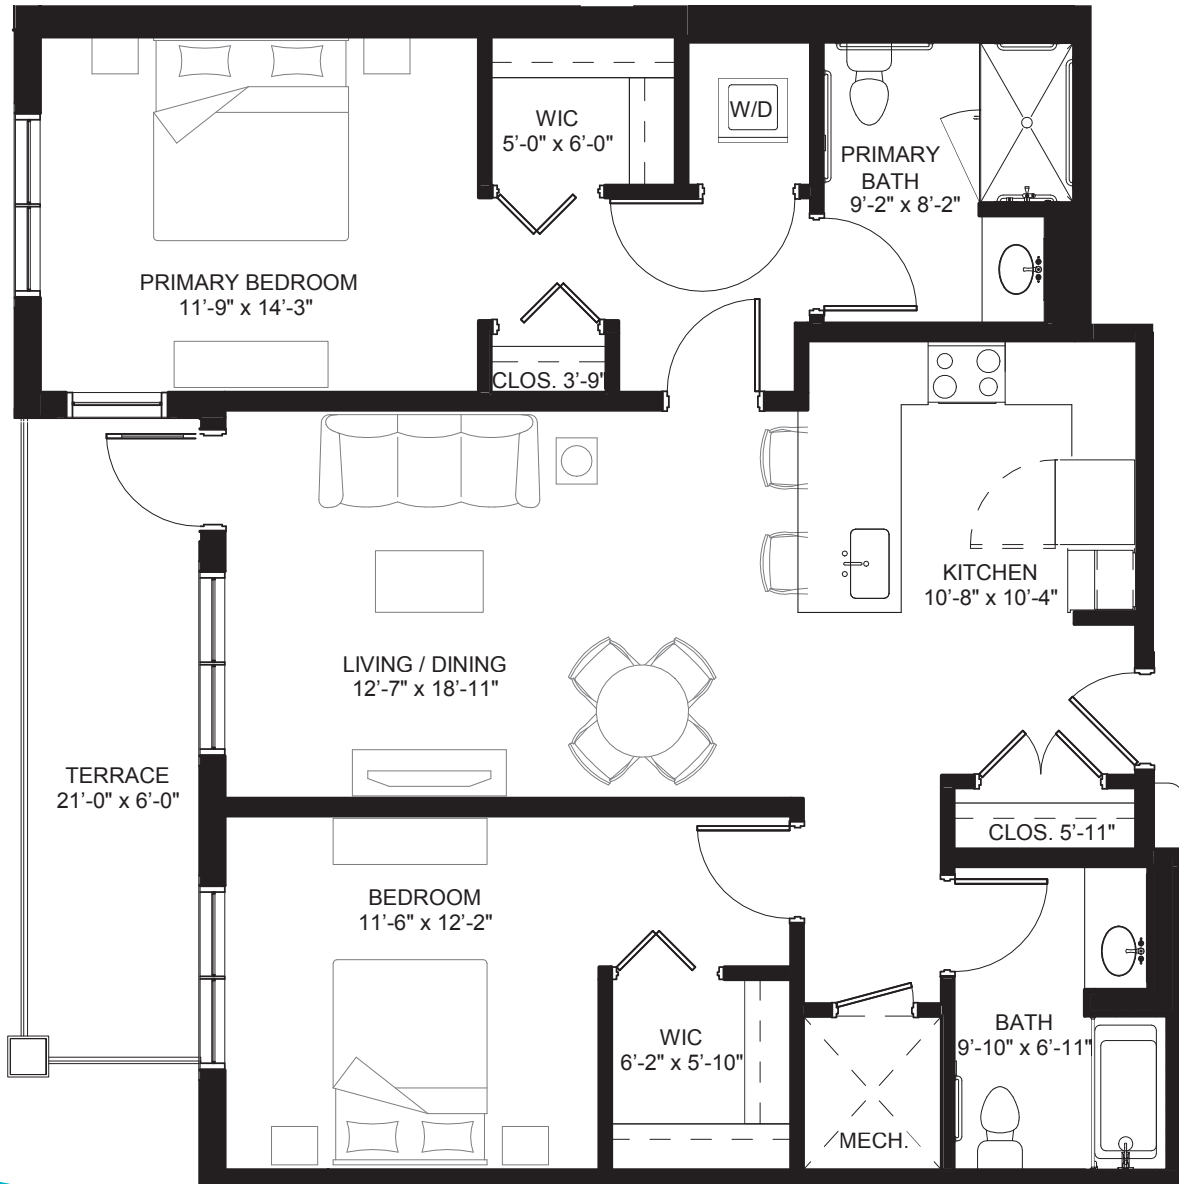 WIC
5'-0" x 6'-0"
W/D
PRIMARY
BATH
9'-2" x 8'-2"
PRIMARY BEDROOM
11'-9" x 14'-3"
CLOS. 3'-9"
KITCHEN
10'-8" x 10'-4"
LIVING / DINING
12'-7" x 18'-11"
TERRACE
21'-0" x 6'-0"
CLOS. 5'-11"
BEDROOM
11'-6" x 12'-2"
WIC
6'-2" x 5'-10"
BATH
9'-10" x 6'-11"
MECH.